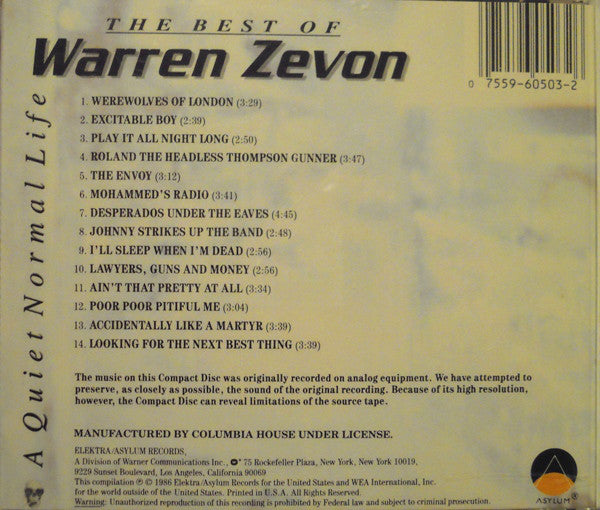 THE BEST OF
Warren Zevon
A Quiet Normal Life
0 7559-60503-2
1. WEREWOLVES OF LONDON (3:29)
2. EXCITABLE BOY (2:39)
3. PLAY IT ALL NIGHT LONG (2:50)
4. ROLAND THE HEADLESS THOMPSON GUNNER (3:47)
5. THE ENVOY (3:12)
6. MOHAMMED'S RADIO (3:41)
7. DESPERADOS UNDER THE EAVES (4:45)
8. JOHNNY STRIKES UP THE BAND (2:48)
9. I'LL SLEEP WHEN I'M DEAD (2:56)
10. LAWYERS, GUNS AND MONEY (2:56)
11. AIN'T THAT PRETTY AT ALL (3:34)
12. POOR POOR PITIFUL ME (3:04)
13. ACCIDENTALLY LIKE A MARTYR (3:39)
14. LOOKING FOR THE NEXT BEST THING (3:39)
The music on this Compact Disc was originally recorded on analog equipment. We have attempted to
preserve, as closely as possible, the sound of the original recording. Because of its high resolution,
however, the Compact Disc can reveal limitations of the source tape.
MANUFACTURED BY COLUMBIA HOUSE UNDER LICENSE.
ELEKTRA/ASYLUM RECORDS,
A Division of Warner Communications Inc., 75 Rockefeller Plaza, New York, New York 10019,
9229 Sunset Boulevard, Los Angeles, California 90069
This compilation ℗ © 1986 Elektra/Asylum Records for the United States and WEA International, Inc.
for the world outside of the United States. Printed in U.S.A. All Rights Reserved.
Warning: Unauthorized reproduction of this recording is prohibited by Federal law and subject to criminal prosecution.
ASYLUM®